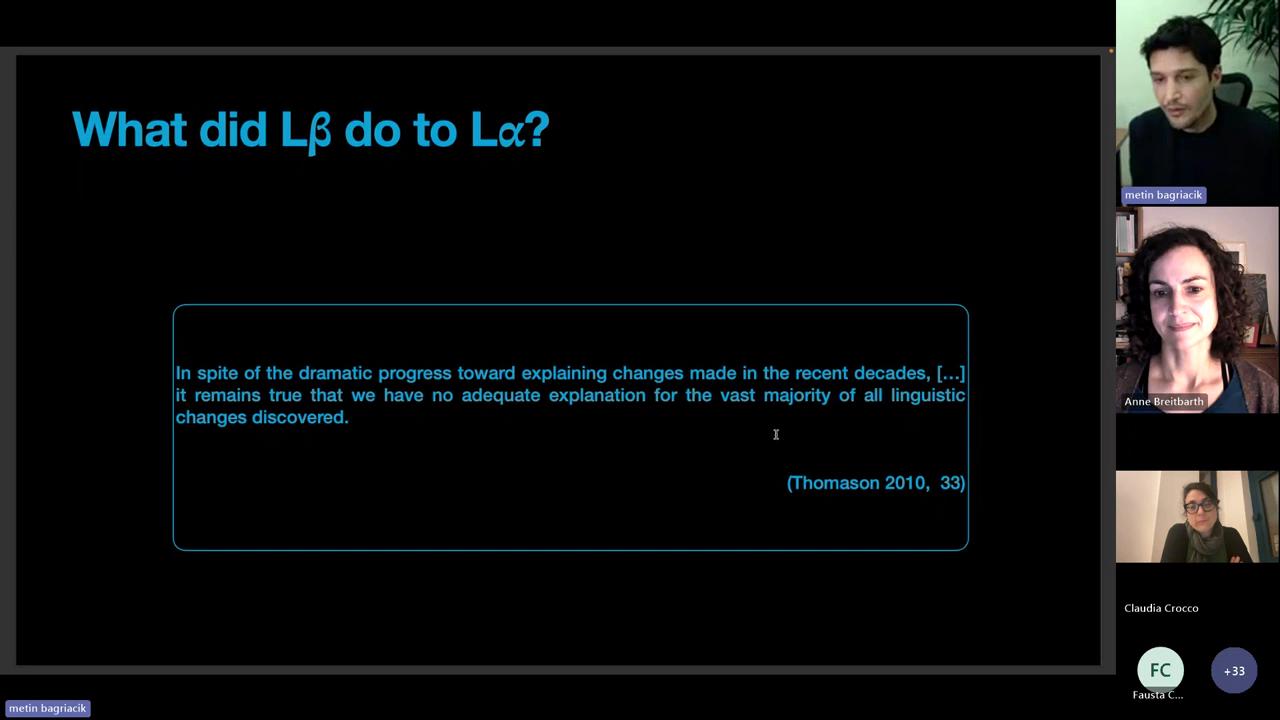 What did Lβ do to Lα?
In spite of the dramatic progress toward explaining changes made in the recent decades, […]
it remains true that we have no adequate explanation for the vast majority of all linguistic
changes discovered.
(Thomason 2010, 33)
metin bagriacik
Anne Breitbarth
Claudia Crocco
FC
Fausta C...
+33
metin bagriacik